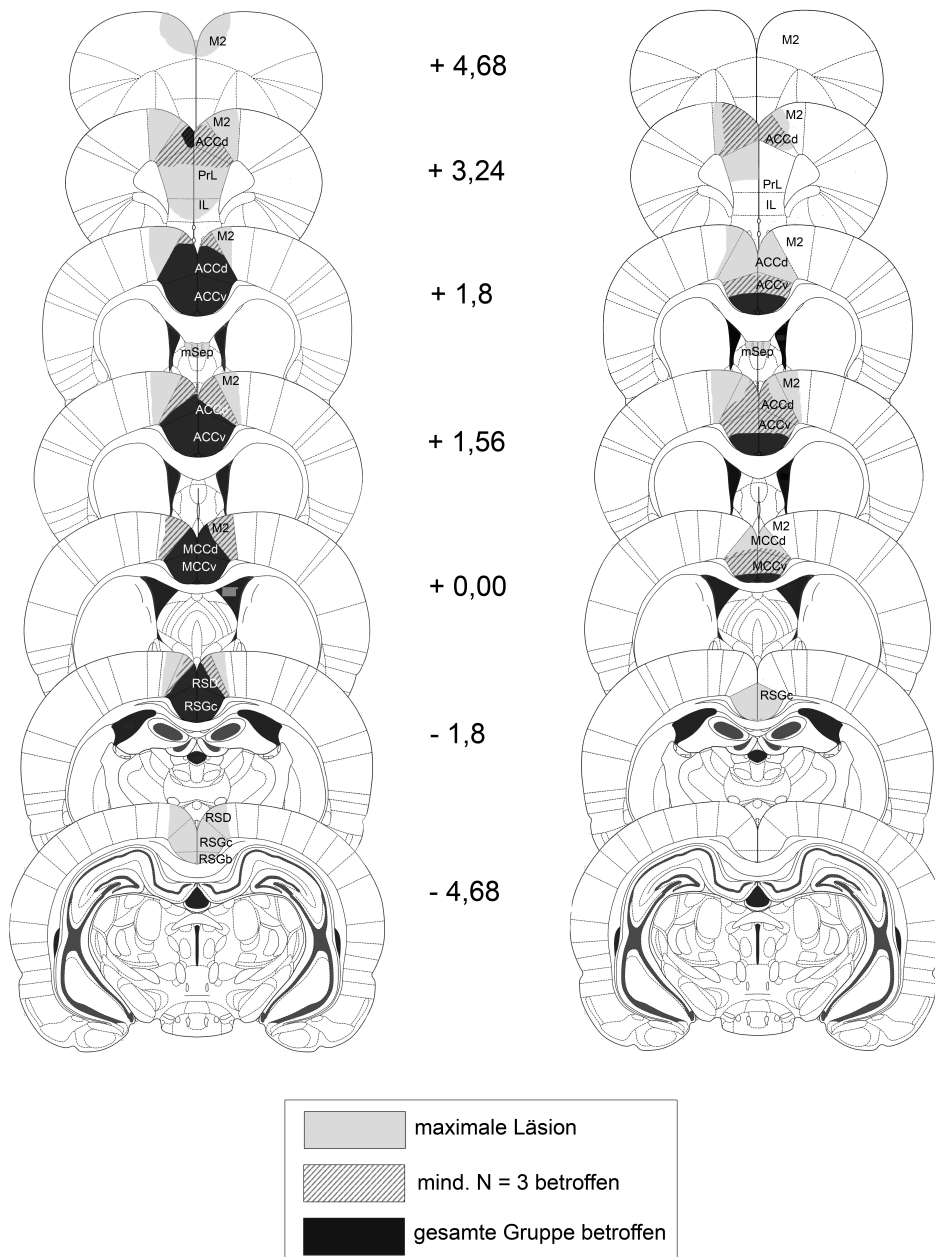 M2
+ 4,68
M2
M2
ACCd
PrL
IL
+ 3,24
M2
ACCd
PrL
IL
M2
ACCd
ACCv
mSep
+ 1,8
M2
ACCd
ACCv
mSep
M2
ACCd
ACCv
+ 1,56
M2
ACCd
ACCv
M2
MCCd
MCCv
+ 0,00
M2
MCCd
MCCv
RSD
RSGc
- 1,8
RSGc
RSD
RSGc
RSGb
- 4,68
maximale Läsion
mind. N = 3 betroffen
gesamte Gruppe betroffen